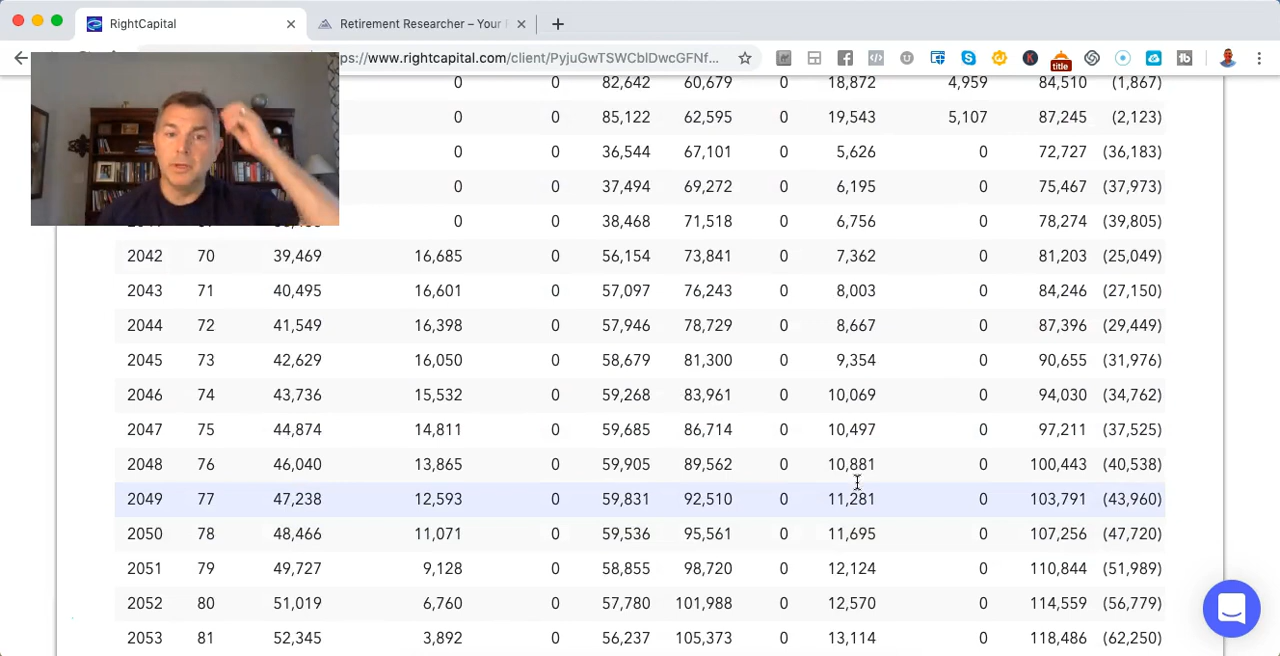 RightCapital
Retirement Researcher – Your
ps://www.rightcapital.com/client/PyjuGwTSWCblDwcGFNf...
title
0 0 82,642 60,679 0 18,872 4,959 84,510 (1,867)
0 0 85,122 62,595 0 19,543 5,107 87,245 (2,123)
0 0 36,544 67,101 0 5,626 0 72,727 (36,183)
0 0 37,494 69,272 0 6,195 0 75,467 (37,973)
0 0 38,468 71,518 0 6,756 0 78,274 (39,805)
2042 70 39,469 16,685 0 56,154 73,841 0 7,362 0 81,203 (25,049)
2043 71 40,495 16,601 0 57,097 76,243 0 8,003 0 84,246 (27,150)
2044 72 41,549 16,398 0 57,946 78,729 0 8,667 0 87,396 (29,449)
2045 73 42,629 16,050 0 58,679 81,300 0 9,354 0 90,655 (31,976)
2046 74 43,736 15,532 0 59,268 83,961 0 10,069 0 94,030 (34,762)
2047 75 44,874 14,811 0 59,685 86,714 0 10,497 0 97,211 (37,525)
2048 76 46,040 13,865 0 59,905 89,562 0 10,881 0 100,443 (40,538)
2049 77 47,238 12,593 0 59,831 92,510 0 11,281 0 103,791 (43,960)
2050 78 48,466 11,071 0 59,536 95,561 0 11,695 0 107,256 (47,720)
2051 79 49,727 9,128 0 58,855 98,720 0 12,124 0 110,844 (51,989)
2052 80 51,019 6,760 0 57,780 101,988 0 12,570 0 114,559 (56,779)
2053 81 52,345 3,892 0 56,237 105,373 0 13,114 0 118,486 (62,250)